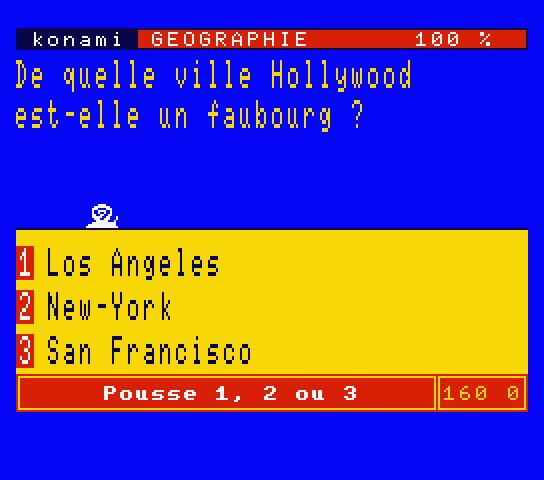 konami GEOGRAPHIE 100 %
De quelle ville Hollywood
est-elle un faubourg ?
1 Los Angeles
2 New-York
3 San Francisco
Pousse 1, 2 ou 3 160 0